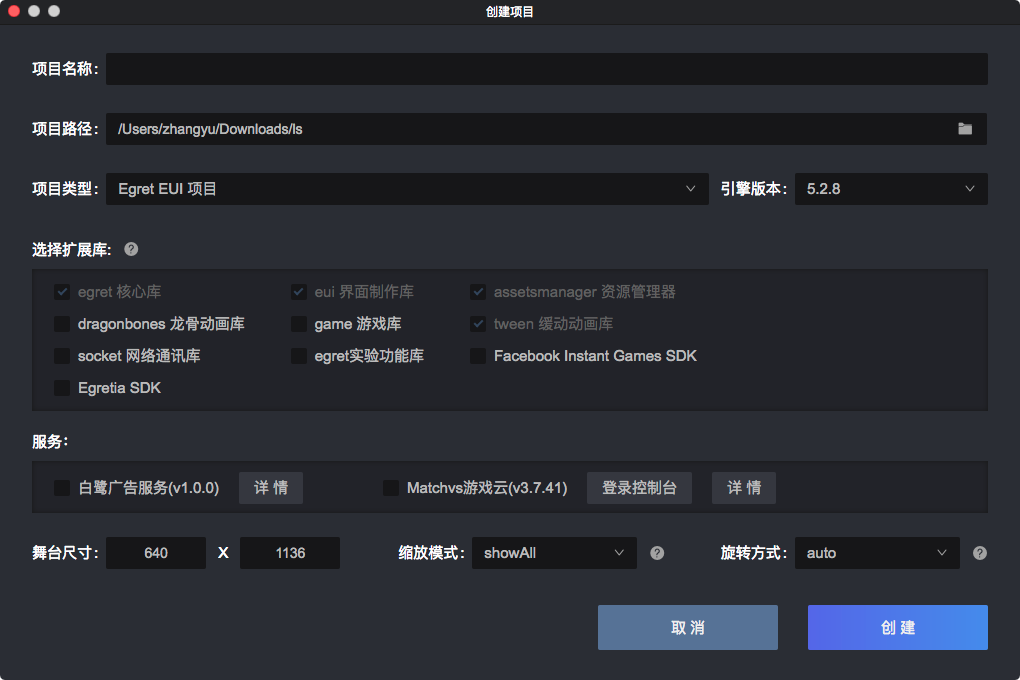 创建项目
项目名称:
项目路径: /Users/zhangyu/Downloads/ls
项目类型: Egret EUI 项目 引擎版本: 5.2.8
选择扩展库: ?
egret 核心库 eui 界面制作库 assetsmanager 资源管理器
dragonbones 龙骨动画库 game 游戏库 tween 缓动动画库
socket 网络通讯库 egret实验功能库 Facebook Instant Games SDK
Egretia SDK
服务:
白鹭广告服务(v1.0.0) 详 情 Matchvs游戏云(v3.7.41) 登录控制台 详 情
舞台尺寸: 640 X 1136 缩放模式: showAll ? 旋转方式: auto ?
取 消 创 建